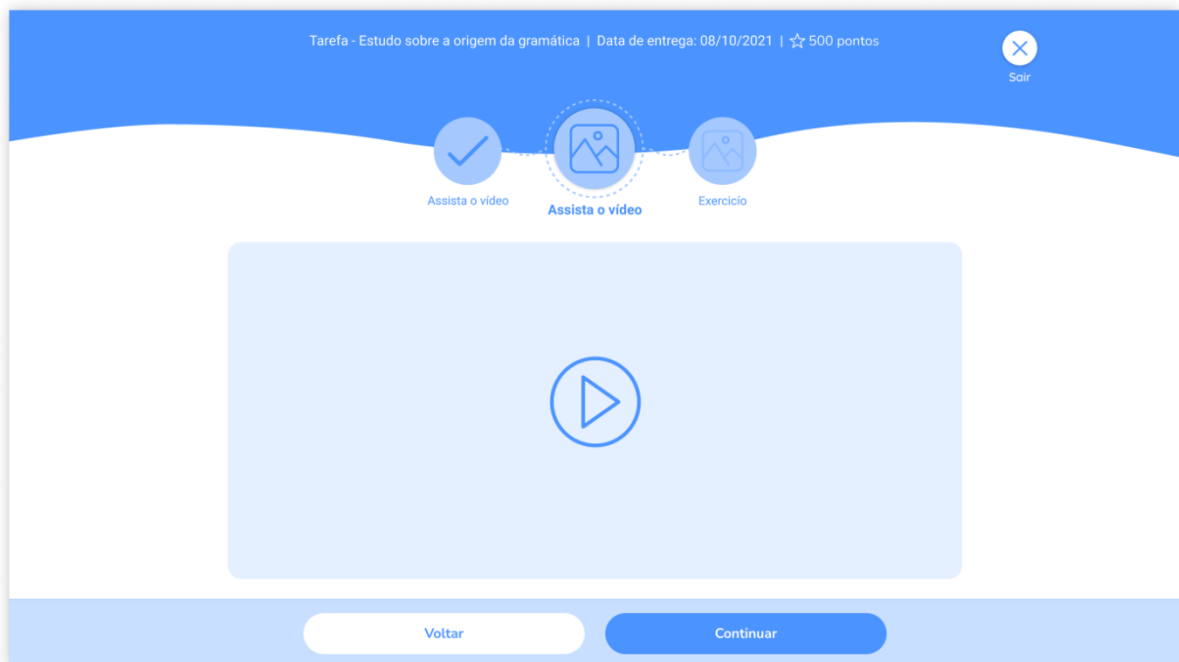 Tarefa - Estudo sobre a origem da gramática | Data de entrega: 08/10/2021 | 500 pontos
Sair
Assista o vídeo
Assista o vídeo
Exercicío
Voltar
Continuar